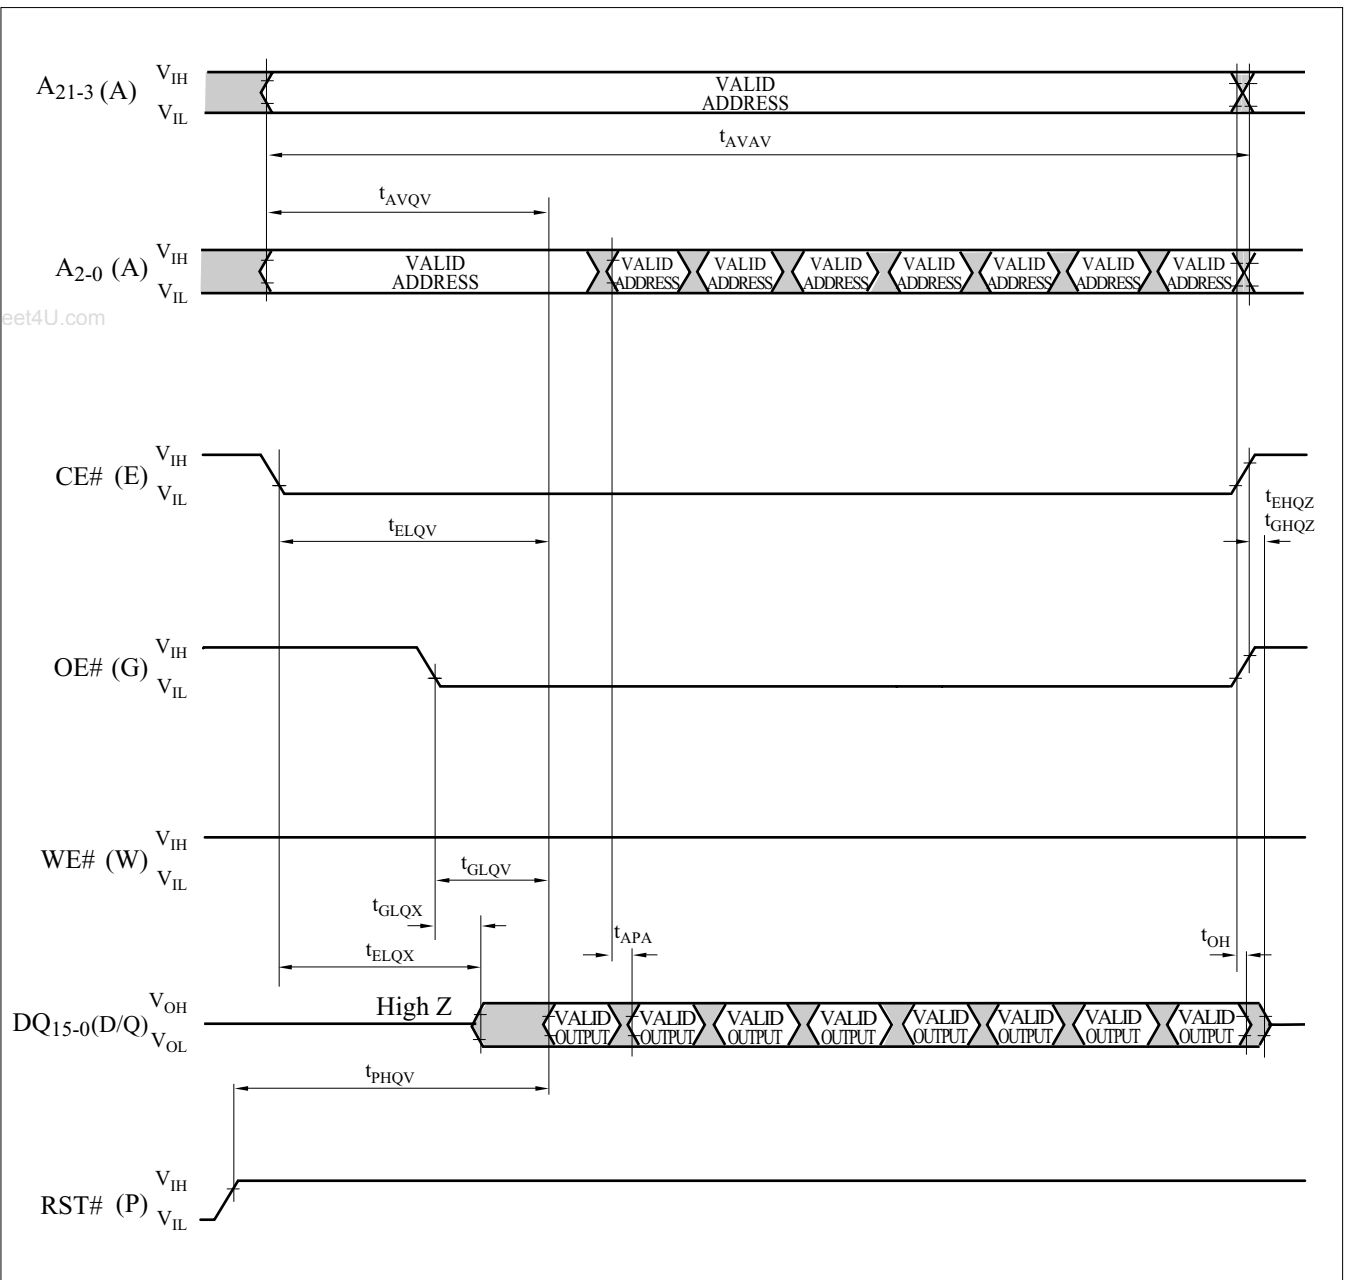 A21-3 (A) VIH VIL VALID ADDRESS
tAVAV
tAVQV
A2-0 (A) VIH VIL VALID ADDRESS VALID ADDRESS VALID ADDRESS VALID ADDRESS VALID ADDRESS VALID ADDRESS VALID ADDRESS VALID ADDRESS
eet4U.com
CE# (E) VIH VIL
tEHQZ
tGHQZ
tELQV
OE# (G) VIH VIL
WE# (W) VIH VIL
tGLQV
tGLQX
tAPA
tOH
tELQX
DQ15-0(D/Q) VOH VOL High Z VALID OUTPUT VALID OUTPUT VALID OUTPUT VALID OUTPUT VALID OUTPUT VALID OUTPUT VALID OUTPUT VALID OUTPUT
tPHQV
RST# (P) VIH VIL